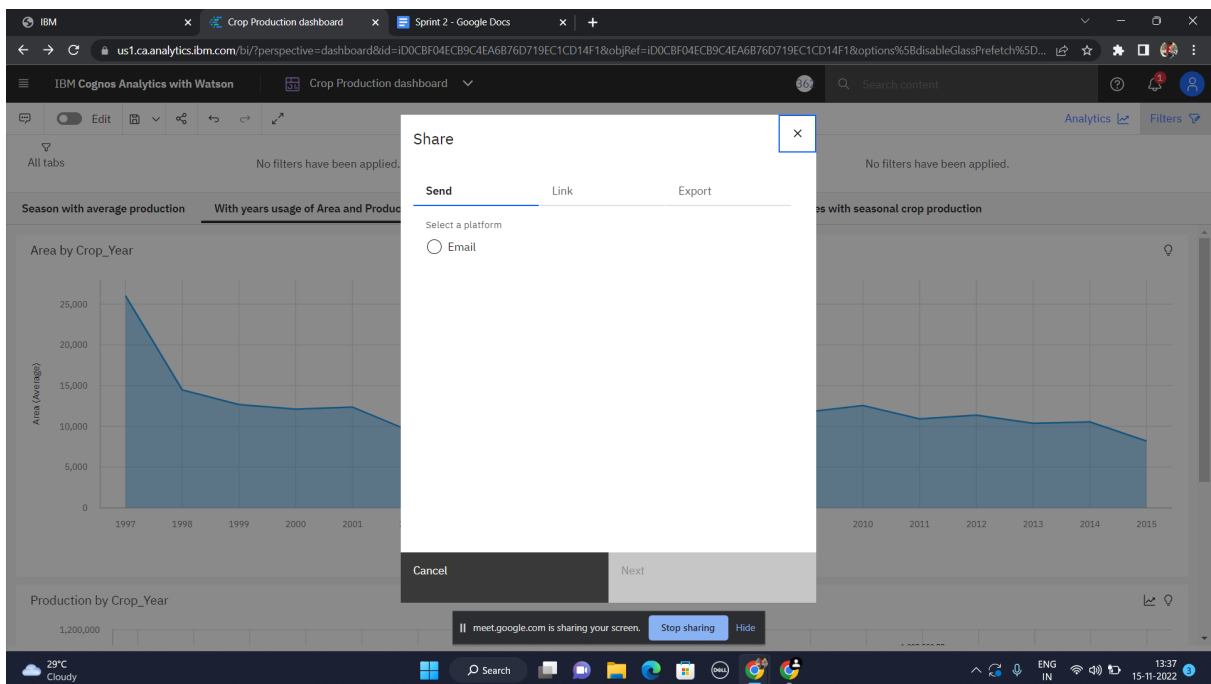 IBM
Crop Production dashboard
Sprint 2 - Google Docs
us1.ca.analytics.ibm.com/bi/?perspective=dashboard&id=iD0CBF04ECB9C4EA6B76D719EC1CD14F1&objRef=iD0CBF04ECB9C4EA6B76D719EC1CD14F1&options%5BdisableGlassPrefetch%5D...
IBM Cognos Analytics with Watson
Crop Production dashboard
Search content
1
Edit
Analytics
Filters
All tabs
No filters have been applied.
No filters have been applied.
Season with average production
With years usage of Area and Produc
es with seasonal crop production
Share
Send
Link
Export
Select a platform
Email
Cancel
Next
Area by Crop_Year
Area (Average)
25,000
20,000
15,000
10,000
5,000
0
1997 1998 1999 2000 2001 2010 2011 2012 2013 2014 2015
Production by Crop_Year
1,200,000
meet.google.com is sharing your screen.
Stop sharing
Hide
29°C
Cloudy
Search
DELL
ENG
IN
13:37
15-11-2022
3